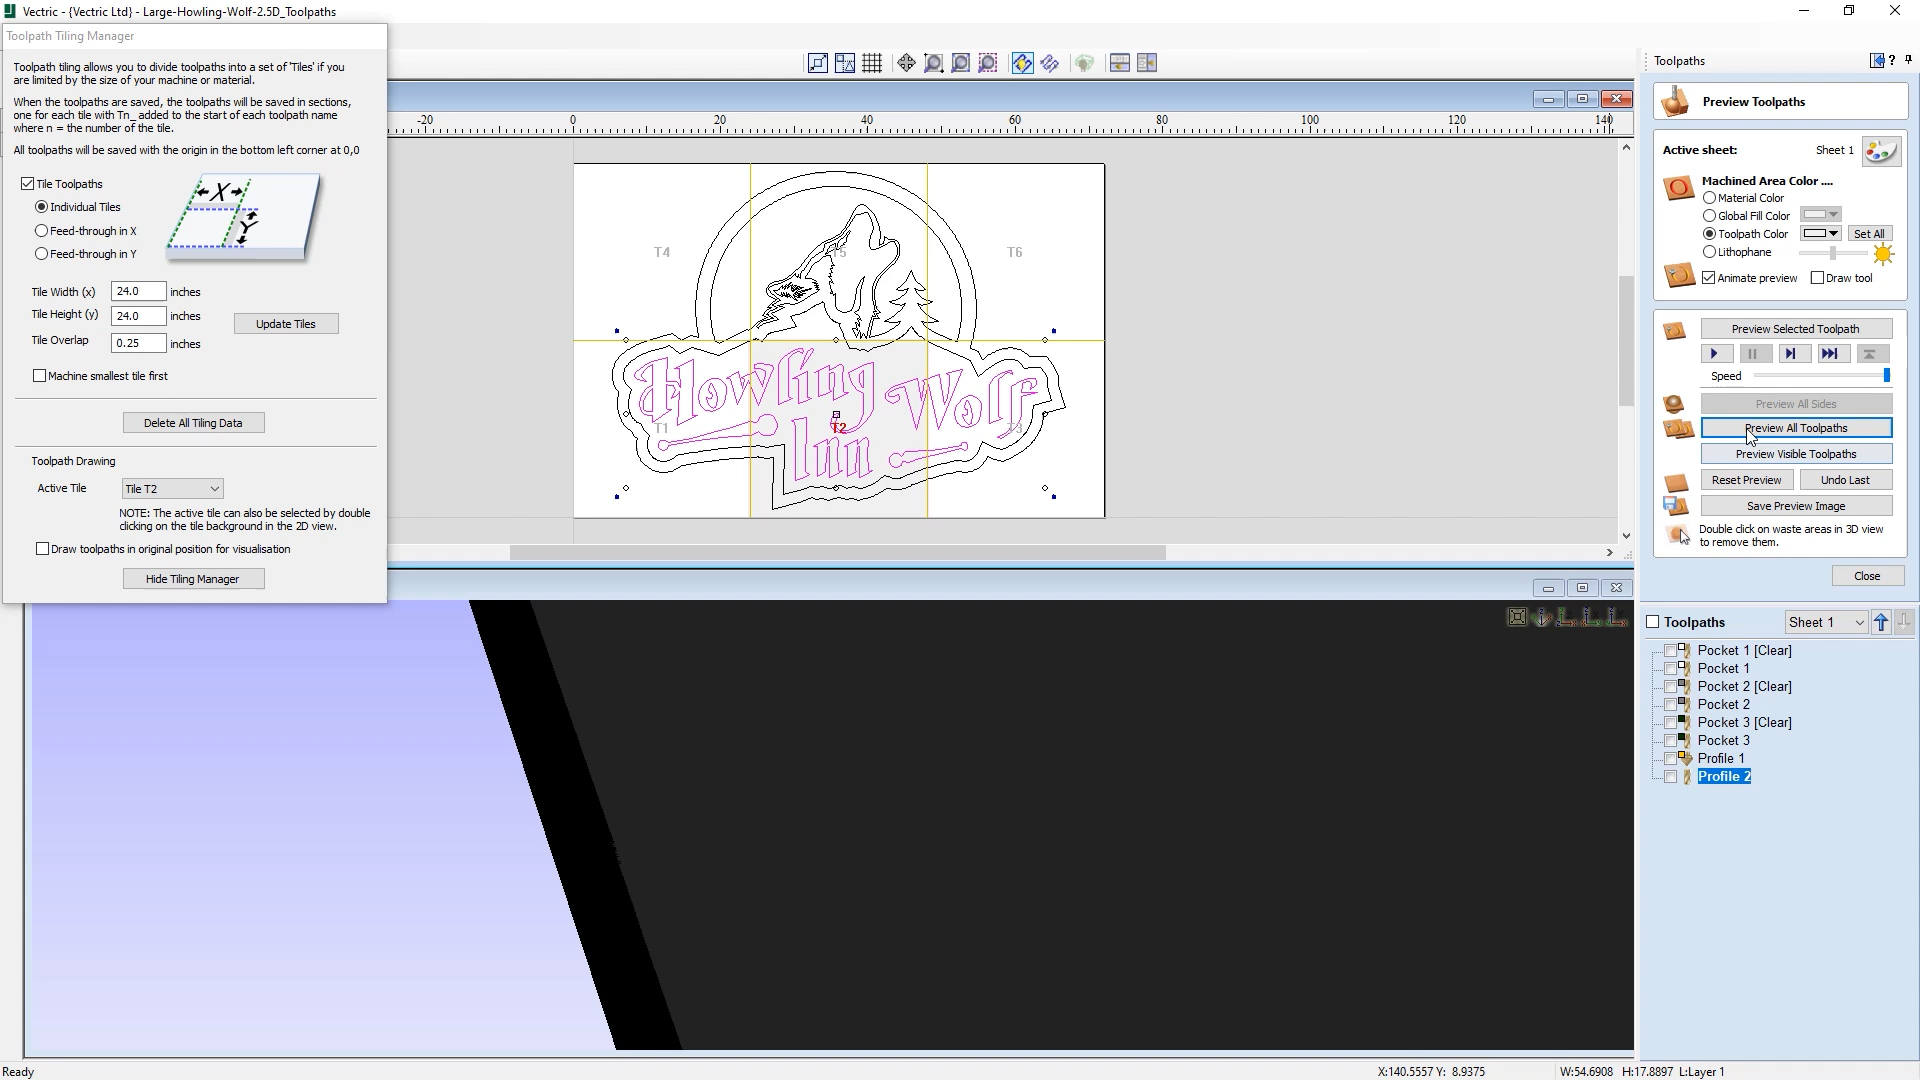 Vectric - {Vectric Ltd} - Large-Howling-Wolf-2.5D_Toolpaths
Toolpath Tiling Manager
Toolpath tiling allows you to divide toolpaths into a set of 'Tiles' if you
are limited by the size of your machine or material.
When the toolpaths are saved, the toolpaths will be saved in sections,
one for each tile with Tn_ added to the start of each toolpath name
where n = the number of the tile.
All toolpaths will be saved with the origin in the bottom left corner at 0,0
Tile Toolpaths
Individual Tiles
Feed-through in X
Feed-through in Y
X
Y
Tile Width (x) 24.0 inches
Tile Height (y) 24.0 inches
Tile Overlap 0.25 inches
Update Tiles
Machine smallest tile first
Delete All Tiling Data
Toolpath Drawing
Active Tile Tile T2
NOTE: The active tile can also be selected by double
clicking on the tile background in the 2D view.
Draw toolpaths in original position for visualisation
Hide Tiling Manager
-20 0 20 40 60 80 100 120 140
T4 T5 T6
Howling Wolf
Inn
T1 T2 T3
Toolpaths
Preview Toolpaths
Active sheet: Sheet 1
Machined Area Color ....
Material Color
Global Fill Color
Toolpath Color Set All
Lithophane
Animate preview Draw tool
Preview Selected Toolpath
Speed
Preview All Sides
Preview All Toolpaths
Preview Visible Toolpaths
Reset Preview Undo Last
Save Preview Image
Double click on waste areas in 3D view
to remove them.
Close
Toolpaths Sheet 1
Pocket 1 [Clear]
Pocket 1
Pocket 2 [Clear]
Pocket 2
Pocket 3 [Clear]
Pocket 3
Profile 1
Profile 2
Ready
X:140.5557 Y: 8.9375 W:54.6908 H:17.8897 L:Layer 1